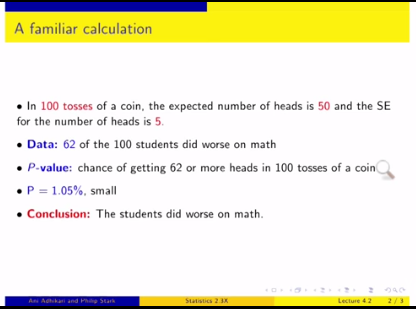 A familiar calculation
• In 100 tosses of a coin, the expected number of heads is 50 and the SE
for the number of heads is 5.
• Data: 62 of the 100 students did worse on math
• P-value: chance of getting 62 or more heads in 100 tosses of a coin
• P = 1.05%, small
• Conclusion: The students did worse on math.
Ani Adhikari and Philip Stark Statistics 2.3X Lecture 4.2 2 / 3